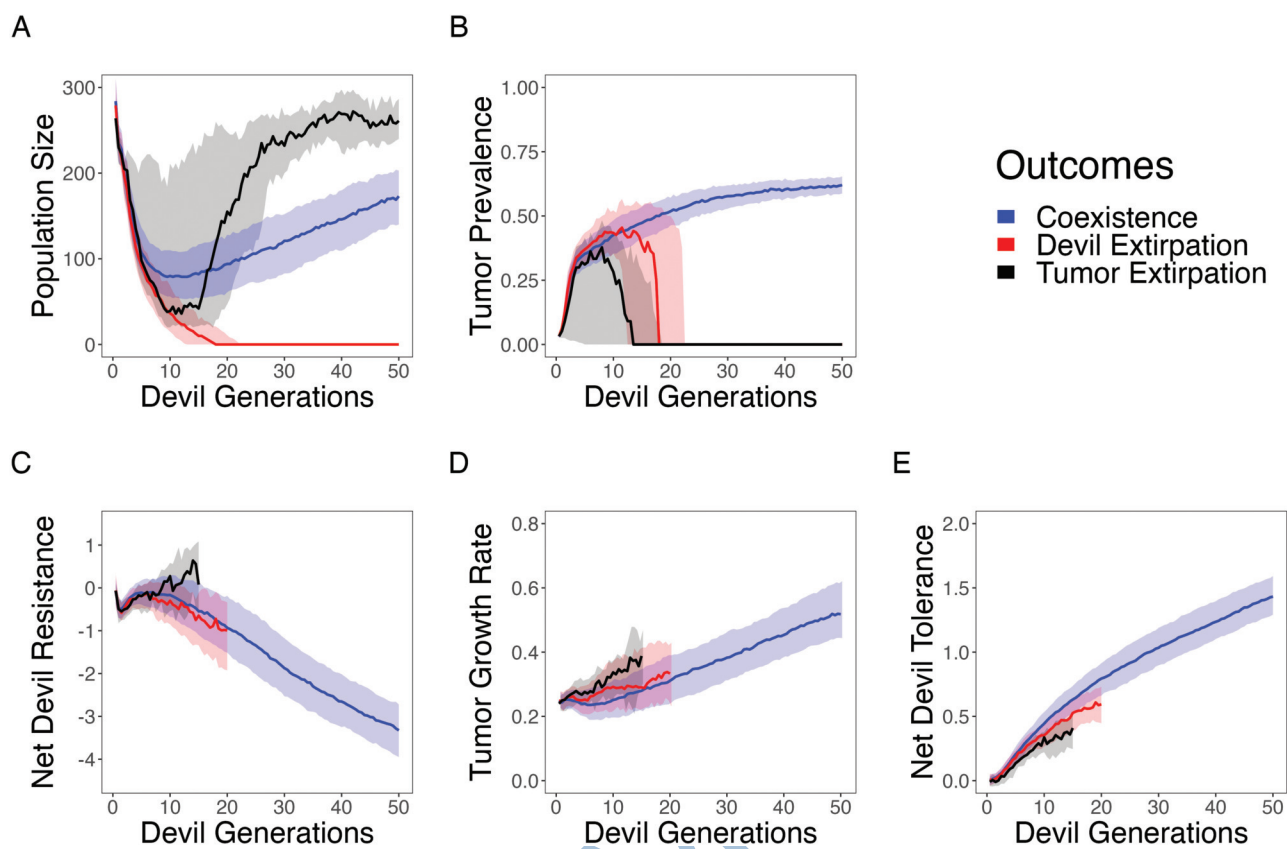 A
B
Population Size
300
200
100
0
0 10 20 30 40 50
Devil Generations
Tumor Prevalence
1.00
0.75
0.50
0.25
0.00
0 10 20 30 40 50
Devil Generations
Outcomes
Coexistence
Devil Extirpation
Tumor Extirpation
C
D
E
Net Devil Resistance
1
0
-1
-2
-3
-4
0 10 20 30 40 50
Devil Generations
Tumor Growth Rate
0.8
0.6
0.4
0.2
0.0
0 10 20 30 40 50
Devil Generations
Net Devil Tolerance
2.0
1.5
1.0
0.5
0.0
0 10 20 30 40 50
Devil Generations